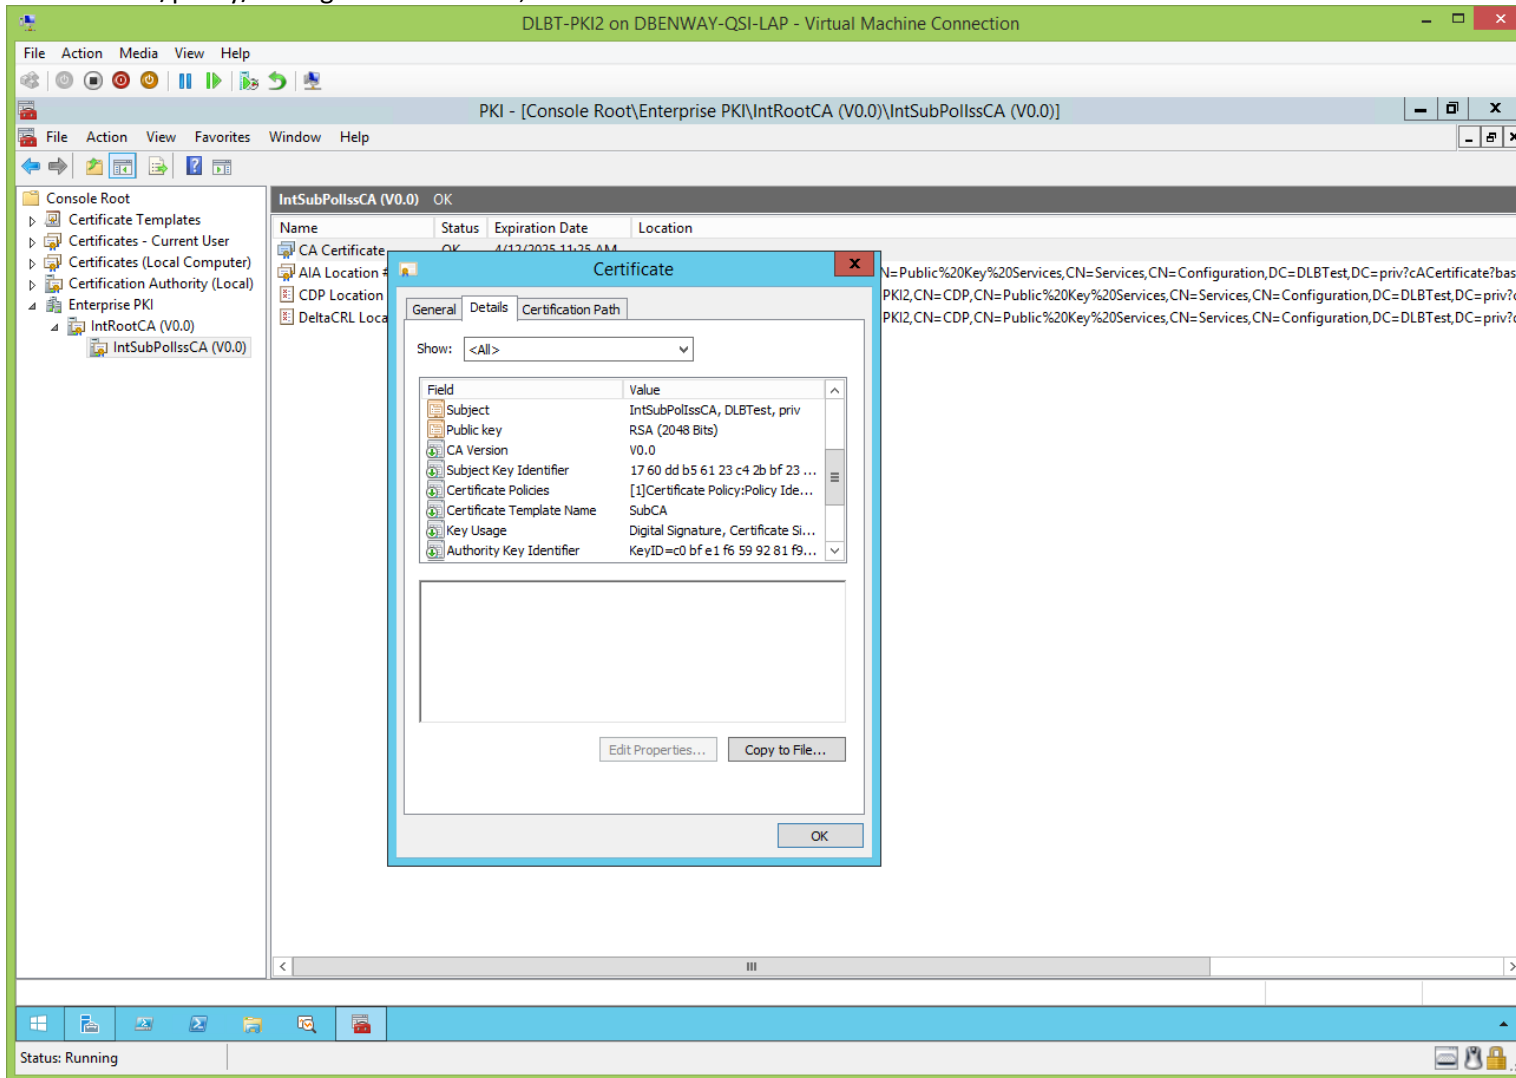 DLBT-PKI2 on DBENWAY-QSI-LAP - Virtual Machine Connection
File Action Media View Help
PKI - [Console Root\Enterprise PKI\IntRootCA (V0.0)\IntSubPolIssCA (V0.0)]
File Action View Favorites Window Help
Console Root
Certificate Templates
Certificates - Current User
Certificates (Local Computer)
Certification Authority (Local)
Enterprise PKI
IntRootCA (V0.0)
IntSubPolIssCA (V0.0)
IntSubPolIssCA (V0.0) OK
Name Status Expiration Date Location
CA Certificate OK 4/12/2025 11:25 AM
AIA Location # N=Public%20Key%20Services,CN=Services,CN=Configuration,DC=DLBTest,DC=priv?cACertificate?bas
CDP Location PKI2,CN=CDP,CN=Public%20Key%20Services,CN=Services,CN=Configuration,DC=DLBTest,DC=priv?c
DeltaCRL Loca PKI2,CN=CDP,CN=Public%20Key%20Services,CN=Services,CN=Configuration,DC=DLBTest,DC=priv?c
Certificate
General Details Certification Path
Show: <All>
Field Value
Subject IntSubPolIssCA, DLBTest, priv
Public key RSA (2048 Bits)
CA Version V0.0
Subject Key Identifier 17 60 dd b5 61 23 c4 2b bf 23 ...
Certificate Policies [1]Certificate Policy:Policy Ide...
Certificate Template Name SubCA
Key Usage Digital Signature, Certificate Si...
Authority Key Identifier KeyID=c0 bf e1 f6 59 92 81 f9...
Edit Properties... Copy to File...
OK
Status: Running